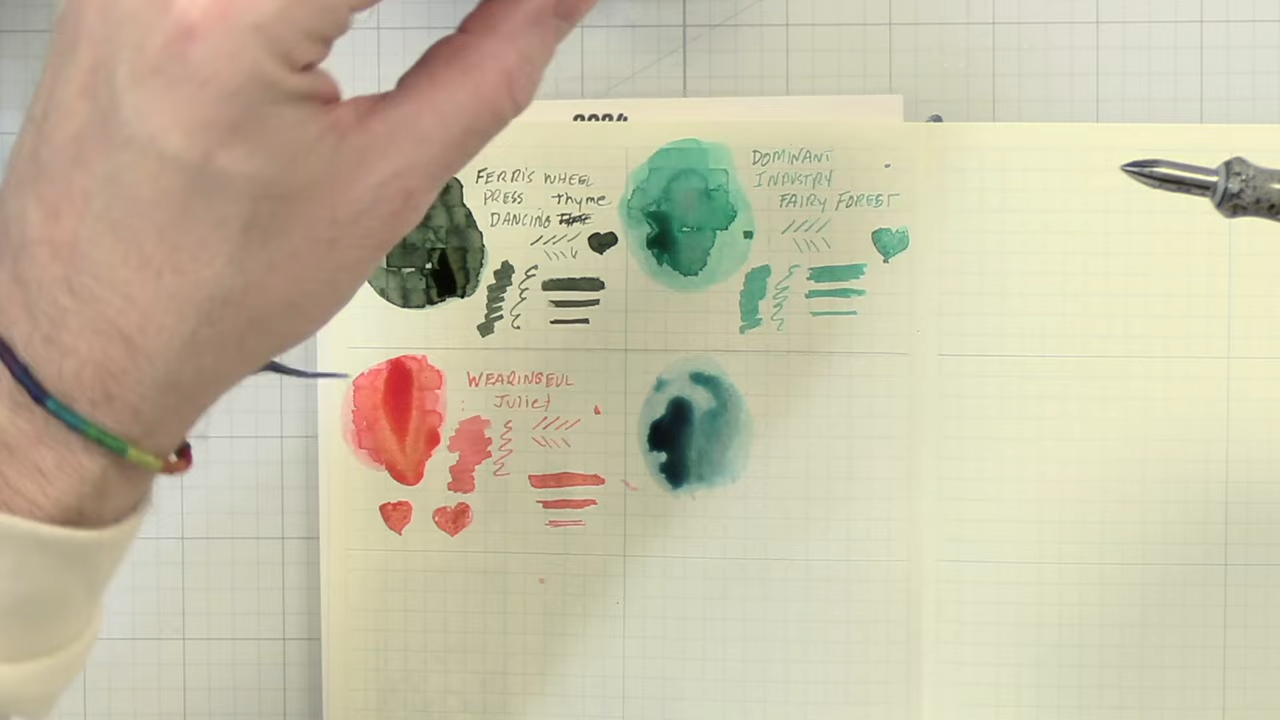 2024
FERRIS WHEEL
PRESS thyme
DANCING
DOMINANT
INDUSTRY
FAIRY FOREST
WEARINGEUL
Juliet